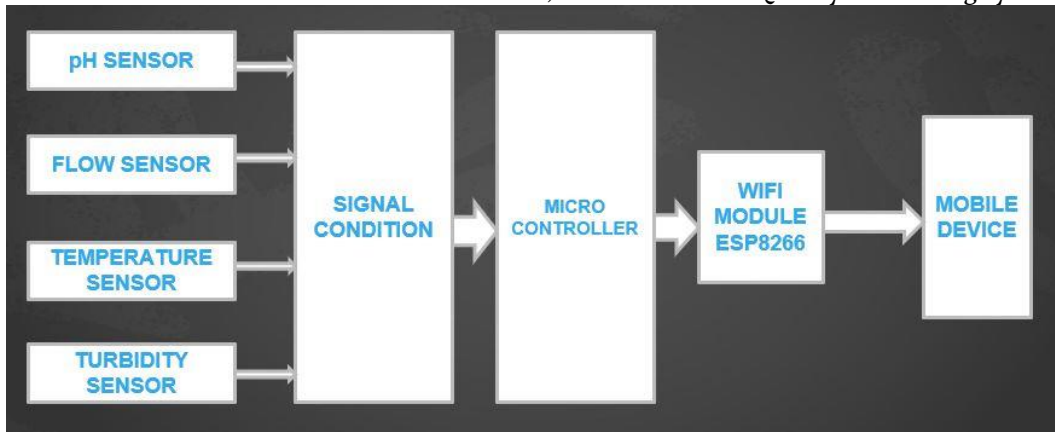 pH SENSOR
FLOW SENSOR
TEMPERATURE
SENSOR
TURBIDITY
SENSOR
SIGNAL
CONDITION
MICRO
CONTROLLER
WIFI
MODULE
ESP8266
MOBILE
DEVICE